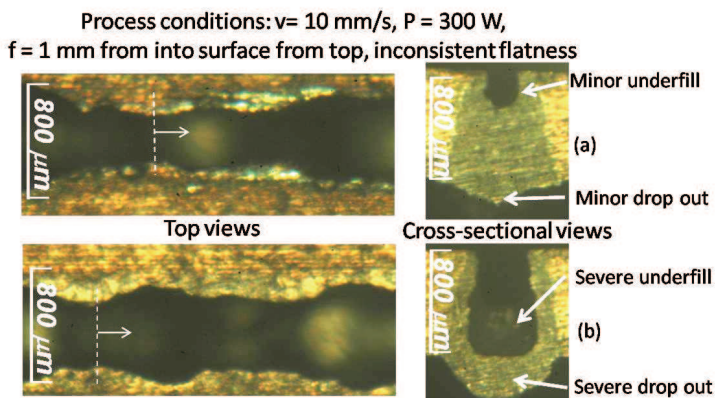 Process conditions: v= 10 mm/s, P = 300 W,
f = 1 mm from into surface from top, inconsistent flatness
800 µm
800 µm
Minor underfill
(a)
Minor drop out
Top views
Cross-sectional views
800 µm
800 µm
Severe underfill
(b)
Severe drop out